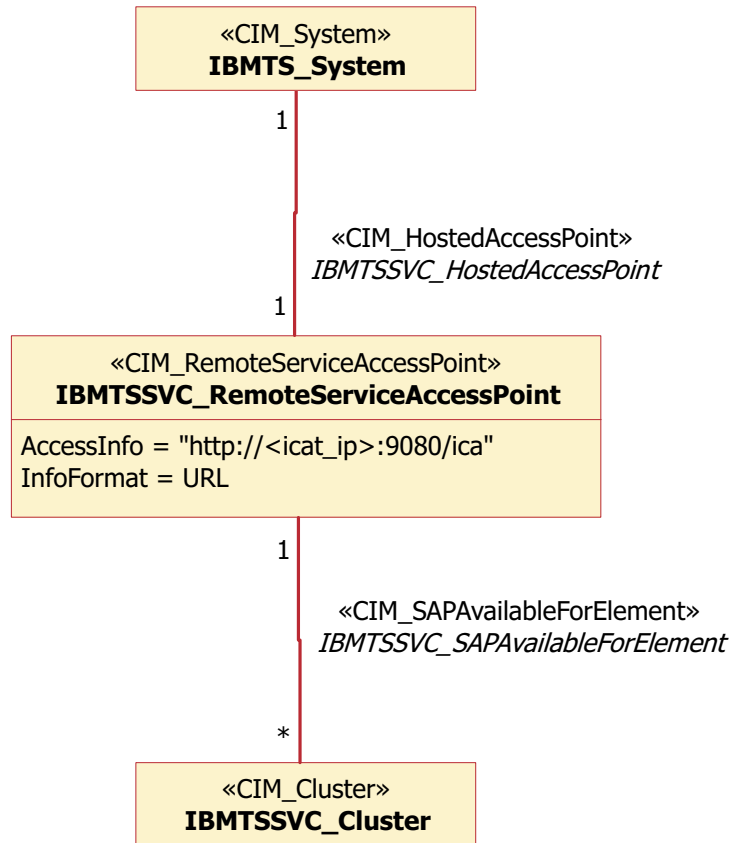 «CIM_System»
IBMTS_System
1
«CIM_HostedAccessPoint»
IBMTSSVC_HostedAccessPoint
1
«CIM_RemoteServiceAccessPoint»
IBMTSSVC_RemoteServiceAccessPoint
AccessInfo = "http://<icat_ip>:9080/ica"
InfoFormat = URL
1
«CIM_SAPAvailableForElement»
IBMTSSVC_SAPAvailableForElement
*
«CIM_Cluster»
IBMTSSVC_Cluster